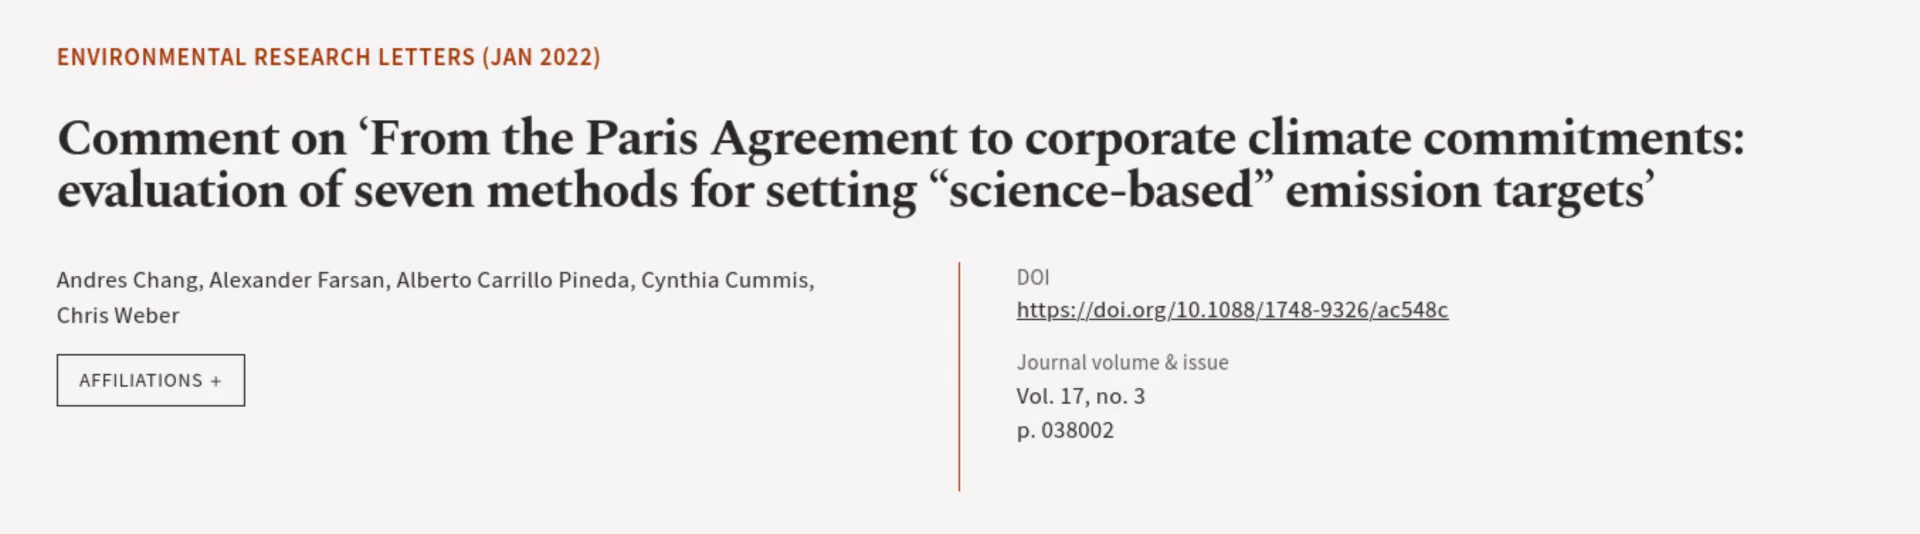 ENVIRONMENTAL RESEARCH LETTERS (JAN 2022)
Comment on ‘From the Paris Agreement to corporate climate commitments:
evaluation of seven methods for setting “science-based” emission targets’
Andres Chang, Alexander Farsan, Alberto Carrillo Pineda, Cynthia Cummis,
Chris Weber
AFFILIATIONS +
DOI
https://doi.org/10.1088/1748-9326/ac548c
Journal volume & issue
Vol. 17, no. 3
p. 038002